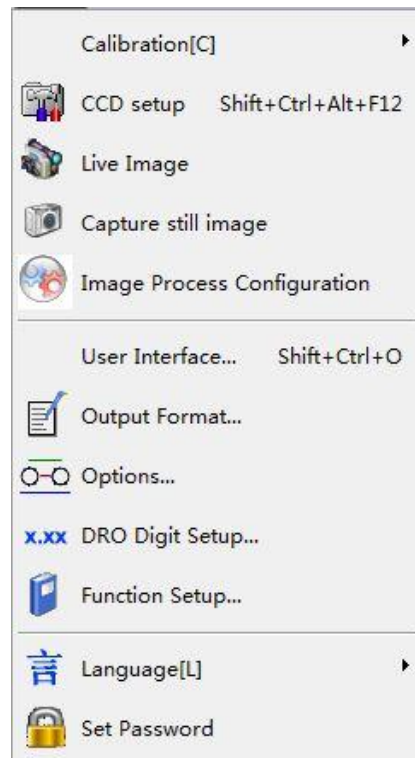 Calibration[C]
CCD setup Shift+Ctrl+Alt+F12
Live Image
Capture still image
Image Process Configuration
User Interface... Shift+Ctrl+O
Output Format...
Options...
x.xx DRO Digit Setup...
Function Setup...
言 Language[L]
Set Password